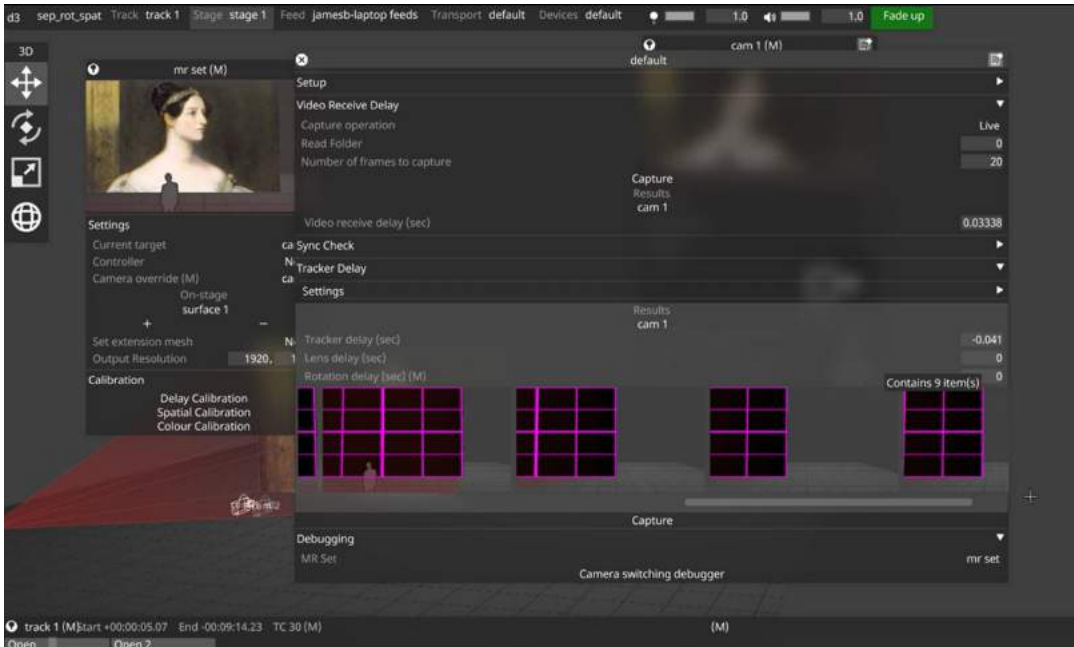 d3 sep_rot_spat Track track 1 Stage stage 1 Feed jamesb-laptop feeds Transport default Devices default 1.0 1.0 Fade up
3D
cam 1 (M)
mr set (M)
Settings
Current target ca
Controller N
Camera override (M) ca
On-stage
surface 1
+ −
Set extension mesh N
Output Resolution 1920, 1
Calibration
Delay Calibration
Spatial Calibration
Colour Calibration
default
Setup
Video Receive Delay
Capture operation Live
Read Folder 0
Number of frames to capture 20
Capture
Results
cam 1
Video receive delay (sec) 0.03338
Sync Check
Tracker Delay
Settings
Results
cam 1
Tracker delay (sec) -0.041
Lens delay (sec) 0
Rotation delay [sec] (M) 0
Contains 9 item(s)
Capture
Debugging
MR Set mr set
Camera switching debugger
track 1 (M) Start +00:00:05.07 End -00:09:14.23 TC 30 (M) (M)
Open Open 2